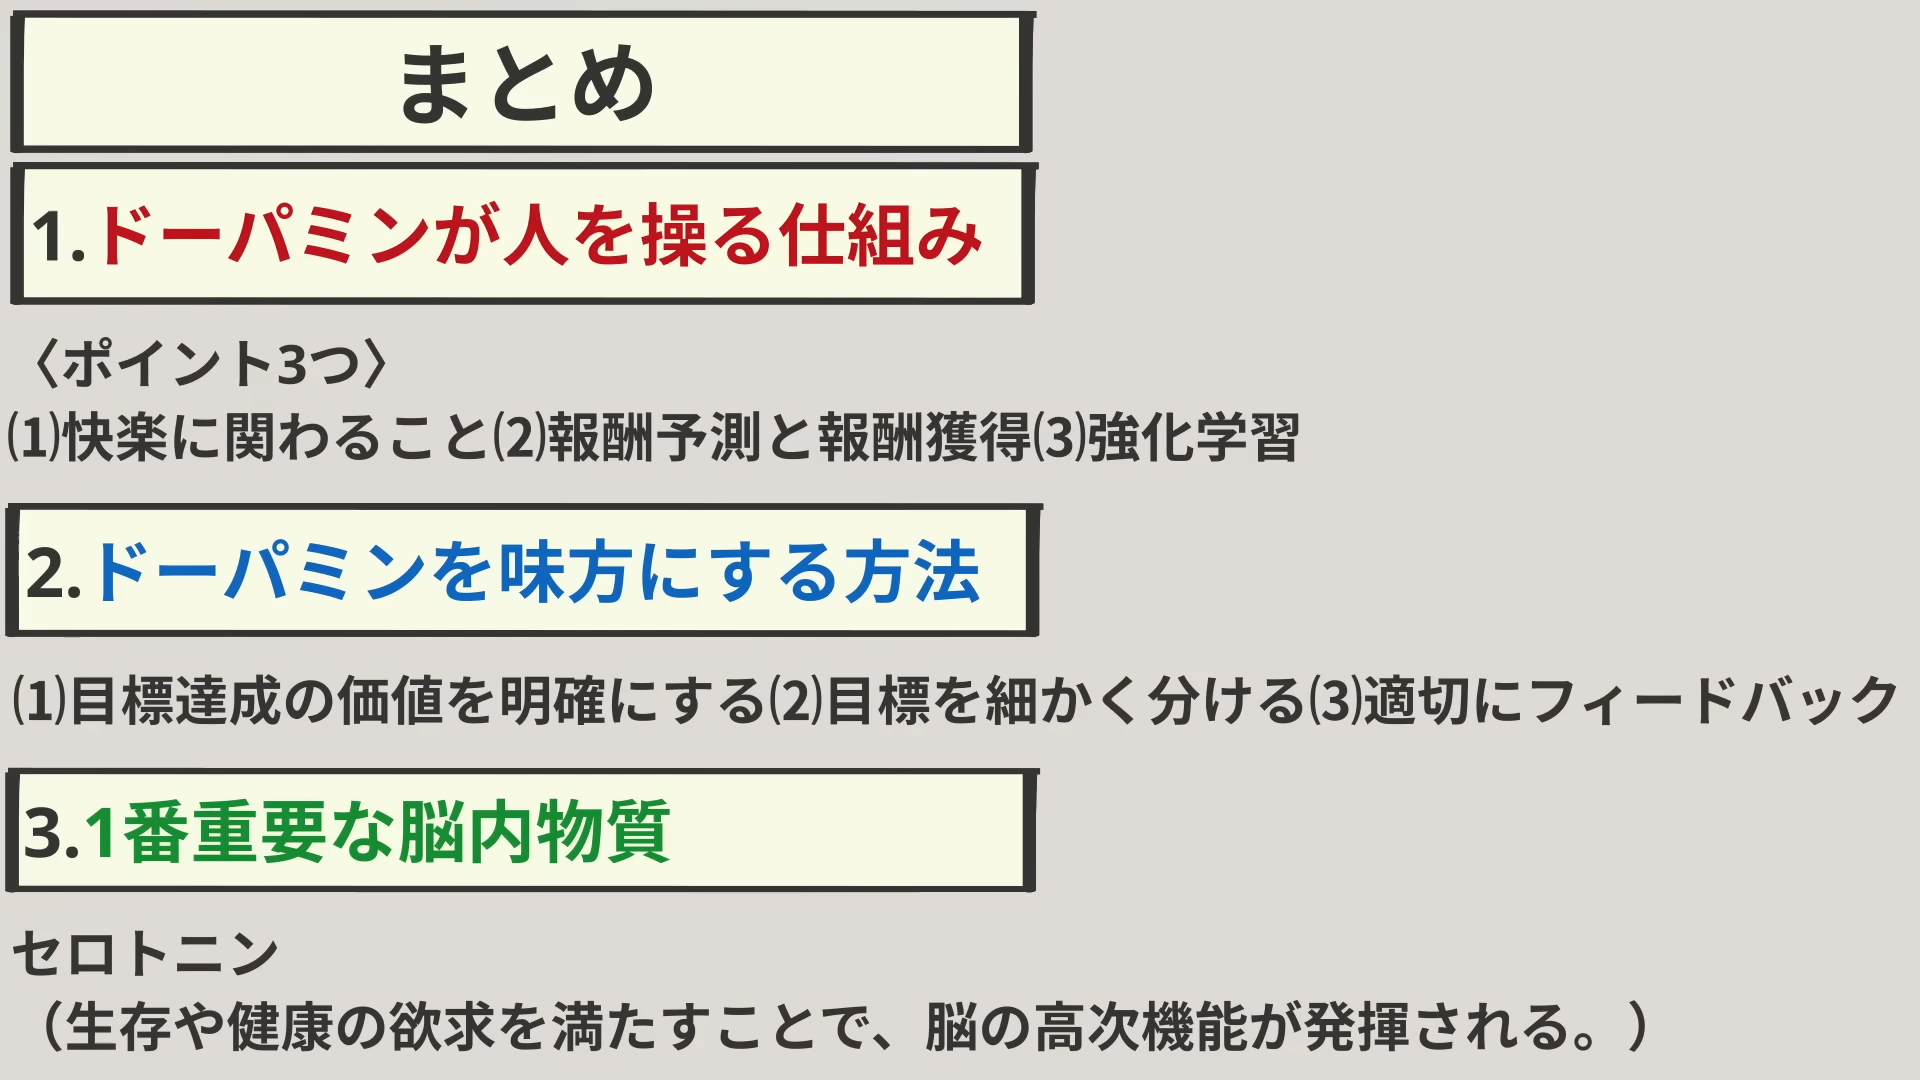 まとめ
1.ドーパミンが人を操る仕組み
〈ポイント3つ〉
⑴快楽に関わること⑵報酬予測と報酬獲得⑶強化学習
2.ドーパミンを味方にする方法
⑴目標達成の価値を明確にする⑵目標を細かく分ける⑶適切にフィードバック
3.1番重要な脳内物質
セロトニン
（生存や健康の欲求を満たすことで、脳の高次機能が発揮される。）